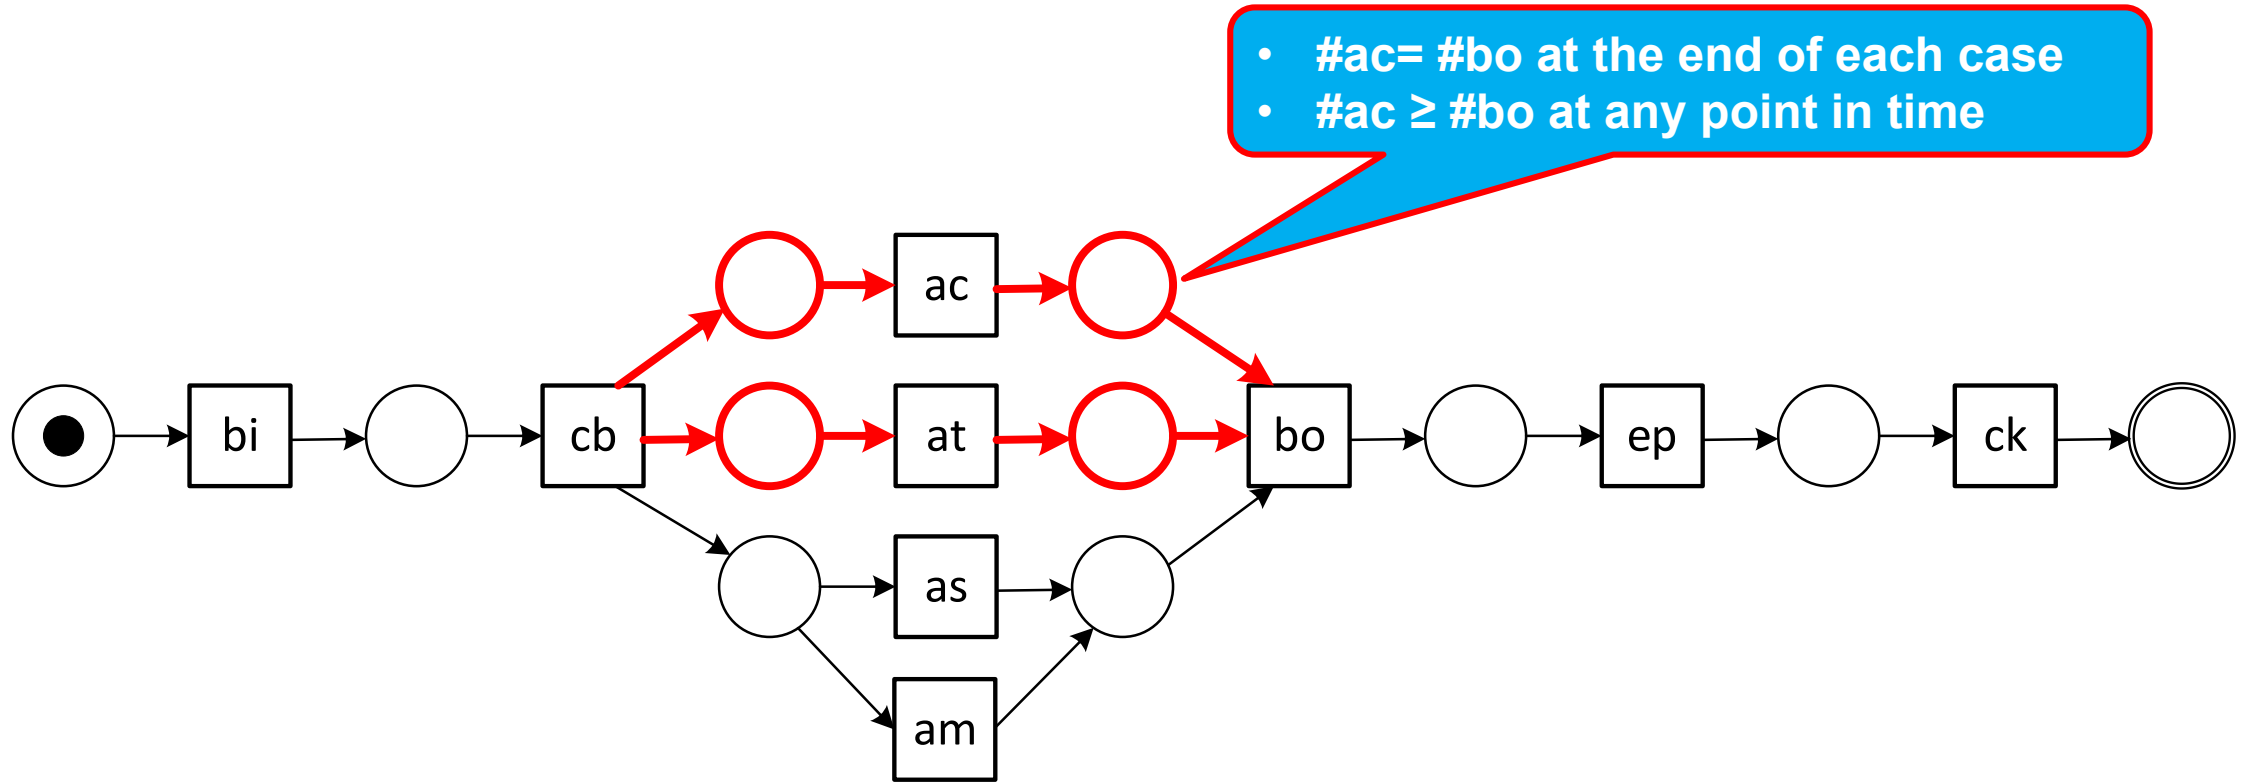 • #ac= #bo at the end of each case
• #ac ≥ #bo at any point in time
ac
bi
cb
at
bo
ep
ck
as
am